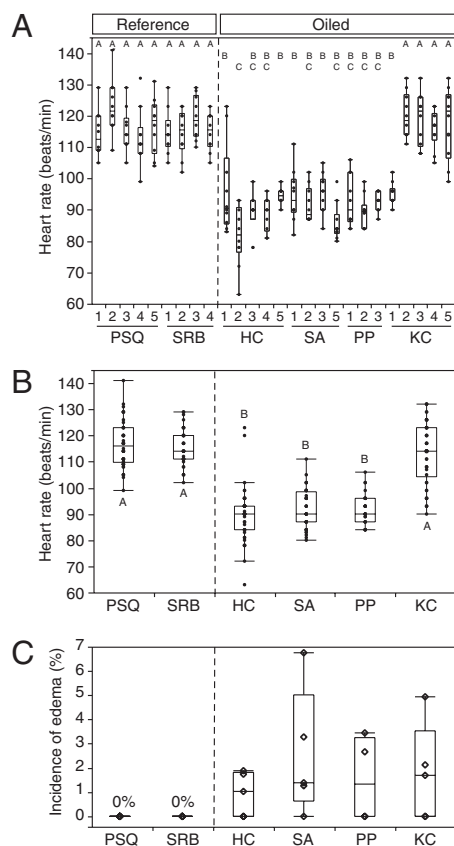 A
Reference Oiled
A A A A A A A A A A A A A
B B B B B B B B B B B B
C C C C C C C C
140
130
120
110
100
90
80
70
60
Heart rate (beats/min)
1 2 3 4 5 1 2 3 4 1 2 3 4 5 1 2 3 5 1 2 3 1 2 3 4 5
PSQ SRB HC SA PP KC
B
140
130
120
110
100
90
80
70
60
Heart rate (beats/min)
A A B B B A
PSQ SRB HC SA PP KC
C
7
6
5
4
3
2
1
0
Incidence of edema (%)
0% 0%
PSQ SRB HC SA PP KC